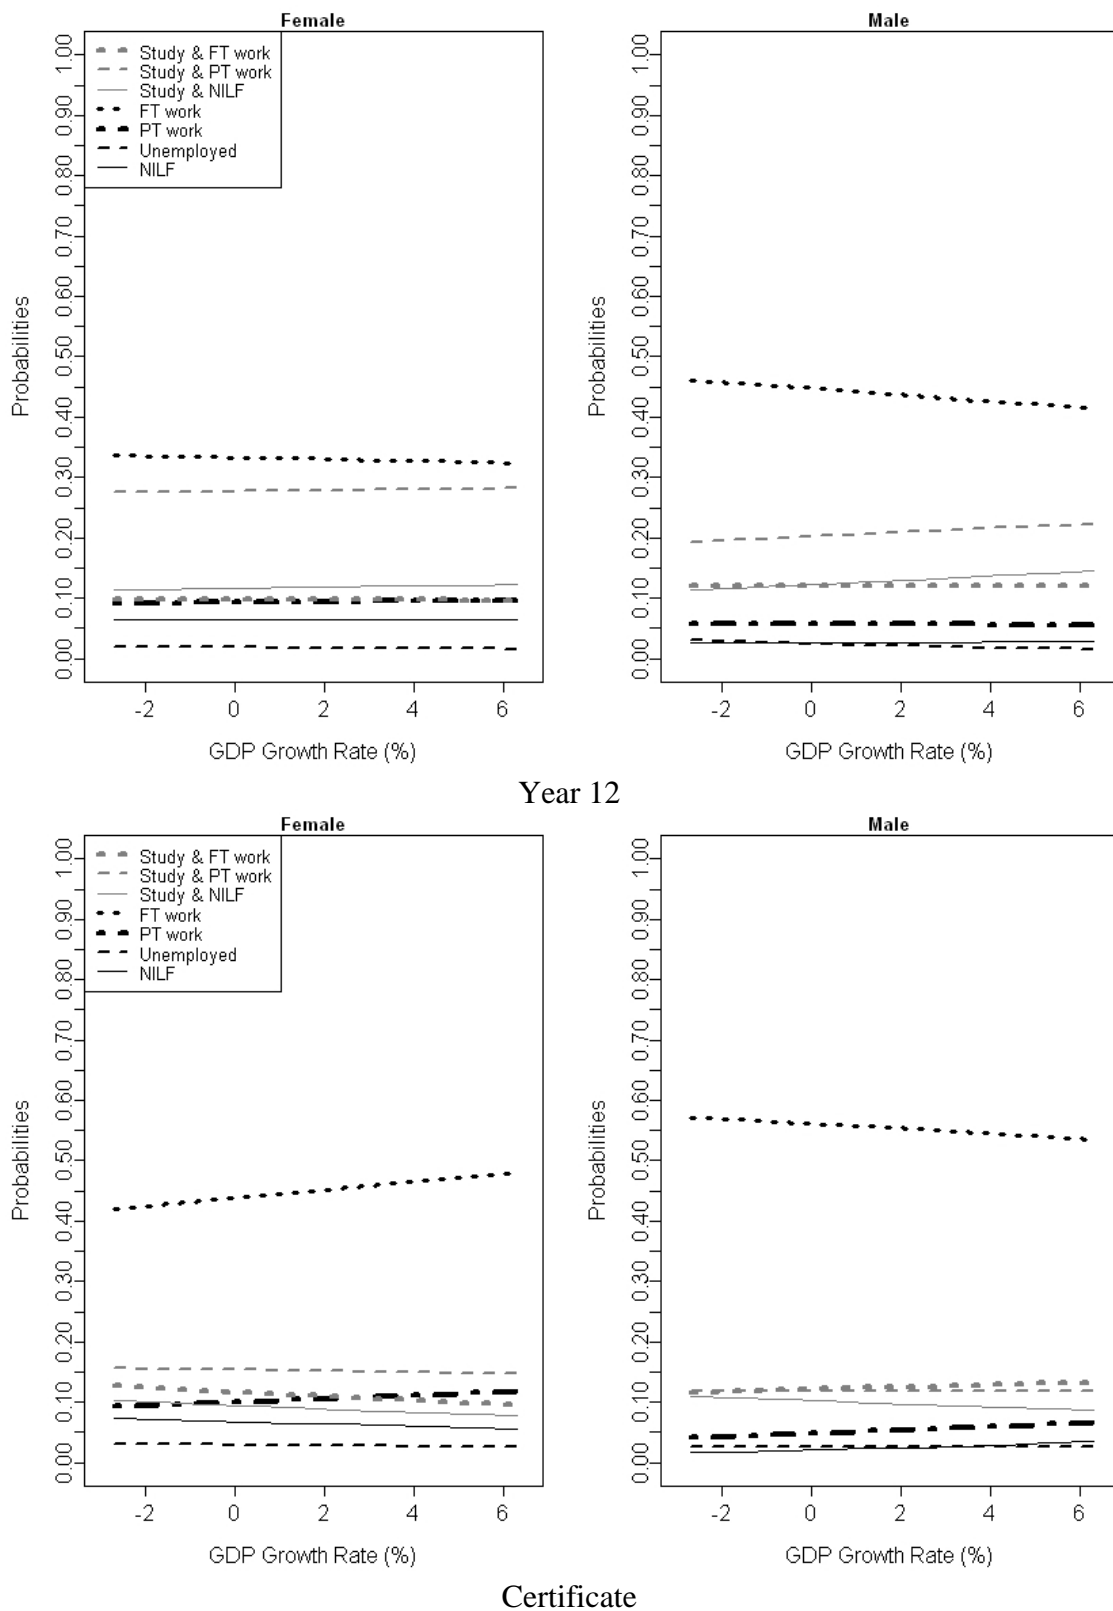 Female
Study & FT work
Study & PT work
Study & NILF
FT work
PT work
Unemployed
NILF
Probabilities
0.00 0.10 0.20 0.30 0.40 0.50 0.60 0.70 0.80 0.90 1.00
-2 0 2 4 6
GDP Growth Rate (%)
Male
Probabilities
0.00 0.10 0.20 0.30 0.40 0.50 0.60 0.70 0.80 0.90 1.00
-2 0 2 4 6
GDP Growth Rate (%)
Year 12
Female
Study & FT work
Study & PT work
Study & NILF
FT work
PT work
Unemployed
NILF
Probabilities
0.00 0.10 0.20 0.30 0.40 0.50 0.60 0.70 0.80 0.90 1.00
-2 0 2 4 6
GDP Growth Rate (%)
Male
Probabilities
0.00 0.10 0.20 0.30 0.40 0.50 0.60 0.70 0.80 0.90 1.00
-2 0 2 4 6
GDP Growth Rate (%)
Certificate